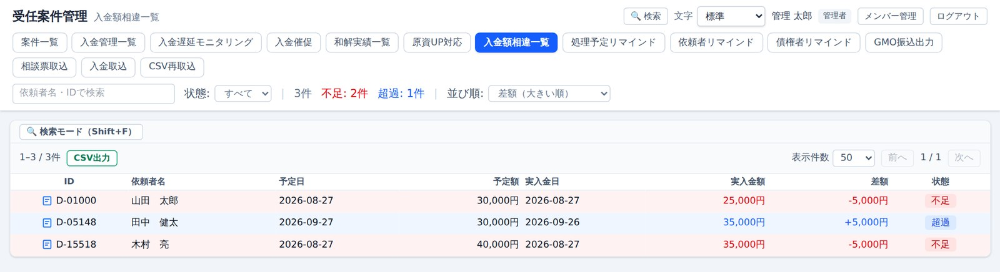 受任案件管理 入金額相違一覧 🔍 検索 文字 標準 管理 太郎 管理者 メンバー管理 ログアウト
案件一覧 入金管理一覧 入金遅延モニタリング 入金催促 和解実績一覧 原資UP対応 入金額相違一覧 処理予定リマインド 依頼者リマインド 債権者リマインド GMO振込出力
相談票取込 入金取込 CSV再取込
依頼者名・IDで検索 状態: すべて | 3件 不足: 2件 超過: 1件 | 並び順: 差額（大きい順）
🔍 検索モード（Shift+F）
1–3 / 3件 CSV出力 表示件数 50 前へ 1 / 1 次へ
ID 依頼者名 予定日 予定額 実入金日 実入金額 差額 状態
D-01000 山田　太郎 2026-08-27 30,000円 2026-08-27 25,000円 -5,000円 不足
D-05148 田中　健太 2026-09-27 30,000円 2026-09-26 35,000円 +5,000円 超過
D-15518 木村　亮 2026-08-27 40,000円 2026-08-27 35,000円 -5,000円 不足